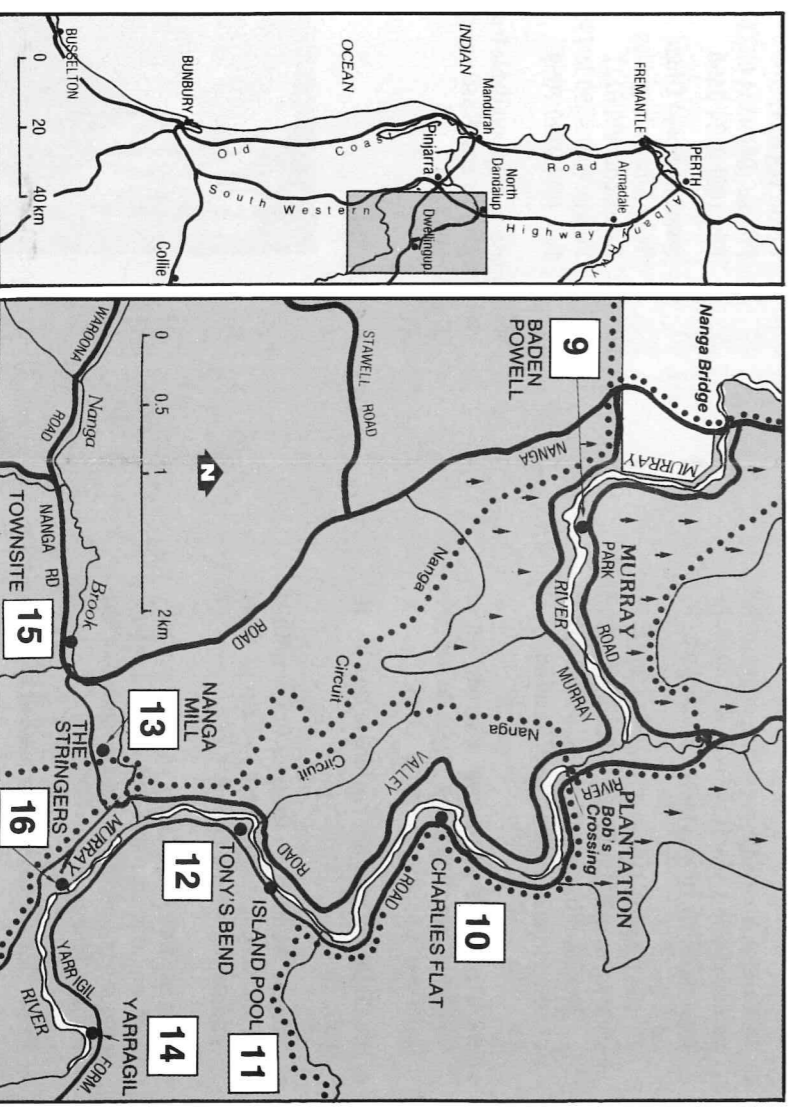 PERTH
FREMANTLE
Armadale
Albany Hwy
Road
Highway
North
Dandalup
Mandurah
INDIAN
OCEAN
Pinjarra
Dwellingup
Old Coast
South Western
BUNBURY
Collie
BUSSELTON
0 20 40 km
Nanga Bridge
MURRAY
9
BADEN
POWELL
MURRAY
PARK
ROAD
RIVER
MURRAY
PLANTATION
RIVER
Bob's
Crossing
NANGA
ROAD
Nanga
Circuit
Nanga
Circuit
VALLEY
ROAD
ROAD
CHARLIES FLAT
10
STAWELL ROAD
N
0 0.5 1 2 km
WAROONA
ROAD
Nanga
Brook
NANGA RD
TOWNSITE
15
NANGA
MILL
13
THE
STRINGERS
16
MURRAY
12
TONY'S BEND
ISLAND POOL
11
YARRIGIL
FORM.
RIVER
YARRAGIL
14